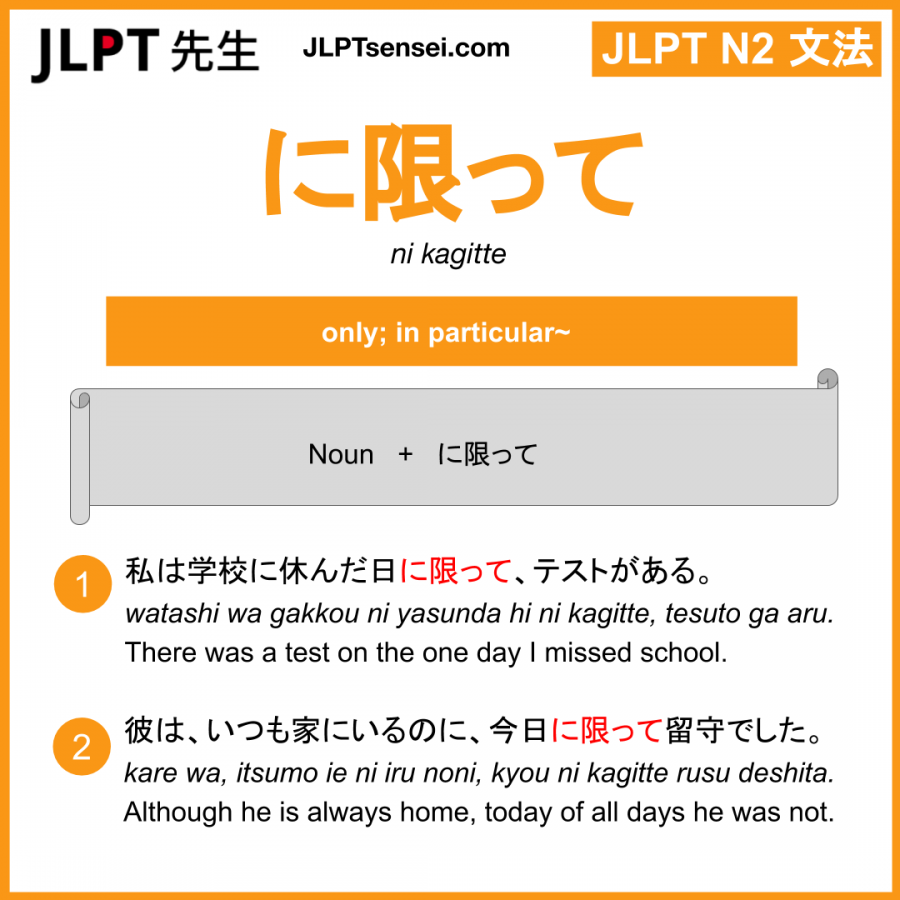 JLPT 先生
JLPTsensei.com
JLPT N2 文法
に限って
ni kagitte
only; in particular~
Noun + に限って
1
私は学校に休んだ日に限って、テストがある。
watashi wa gakkou ni yasunda hi ni kagitte, tesuto ga aru.
There was a test on the one day I missed school.
2
彼は、いつも家にいるのに、今日に限って留守でした。
kare wa, itsumo ie ni iru noni, kyou ni kagitte rusu deshita.
Although he is always home, today of all days he was not.